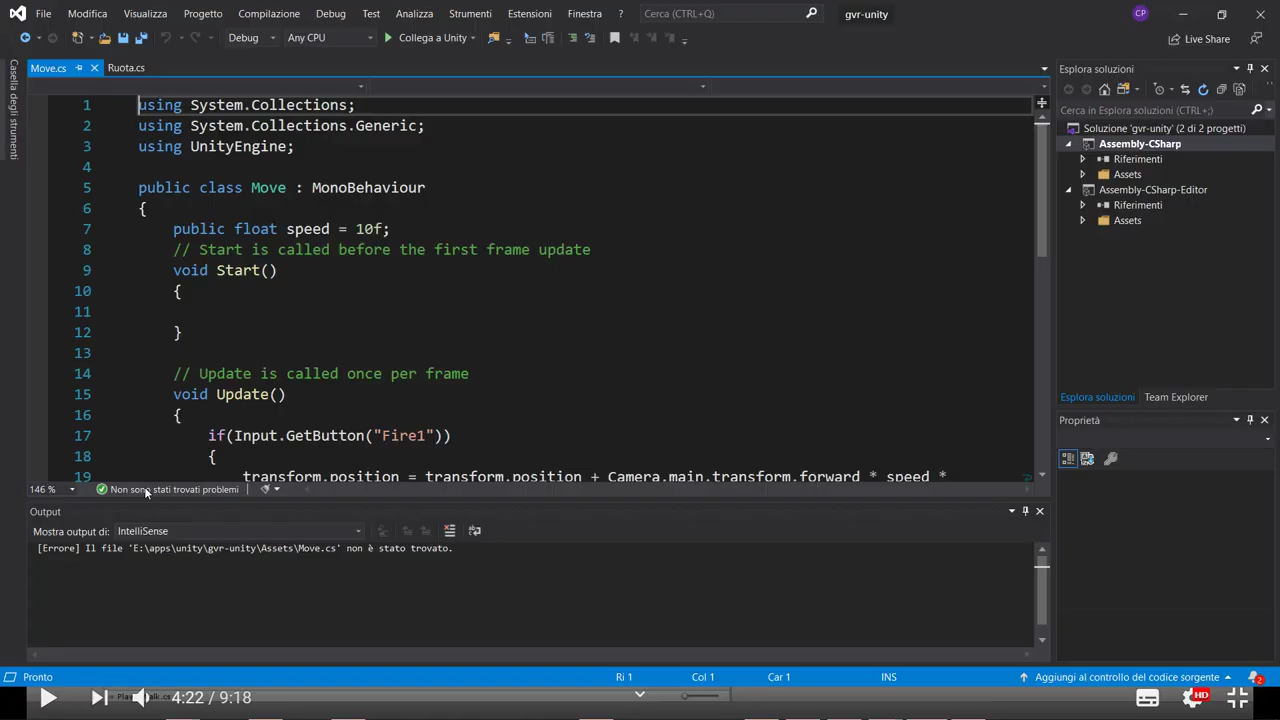 File Modifica Visualizza Progetto Compilazione Debug Test Analizza Strumenti Estensioni Finestra ? Cerca (CTRL+Q) gvr-unity CP
Debug Any CPU Collega a Unity Live Share
Casella degli strumenti
Move.cs Ruota.cs
1 using System.Collections;
2 using System.Collections.Generic;
3 using UnityEngine;
4
5 public class Move : MonoBehaviour
6 {
7 public float speed = 10f;
8 // Start is called before the first frame update
9 void Start()
10 {
11
12 }
13
14 // Update is called once per frame
15 void Update()
16 {
17 if(Input.GetButton("Fire1"))
18 {
19 transform.position = transform.position + Camera.main.transform.forward * speed *
146 % Non sono stati trovati problemi
Output
Mostra output di: IntelliSense
[Errore] Il file 'E:\apps\unity\gvr-unity\Assets\Move.cs' non è stato trovato.
Esplora soluzioni
Cerca in Esplora soluzioni (CTRL+;)
Soluzione 'gvr-unity' (2 di 2 progetti)
Assembly-CSharp
Riferimenti
Assets
Assembly-CSharp-Editor
Riferimenti
Assets
Esplora soluzioni Team Explorer
Proprietà
Pronto Ri 1 Col 1 Car 1 INS Aggiungi al controllo del codice sorgente 2
4:22 / 9:18 HD